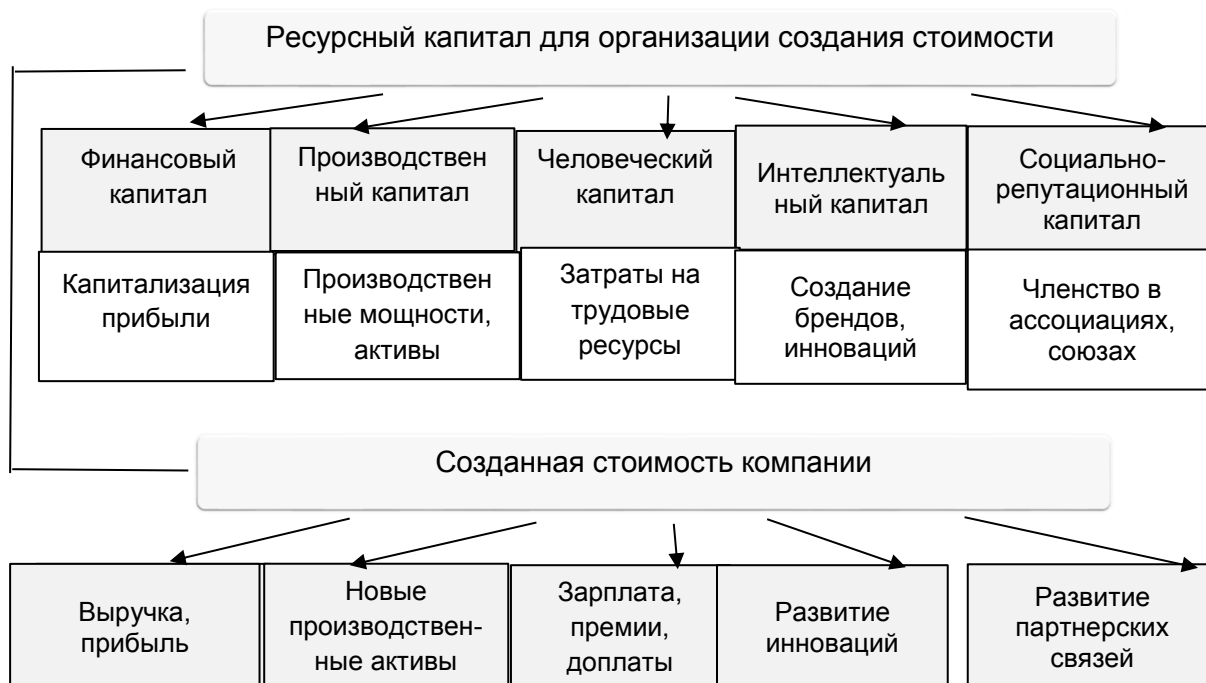 Ресурсный капитал для организации создания стоимости
Финансовый
капитал
Производствен
ный капитал
Человеческий
капитал
Интеллектуаль
ный капитал
Социально-
репутационный
капитал
Капитализация
прибыли
Производствен
ные мощности,
активы
Затраты на
трудовые
ресурсы
Создание
брендов,
инноваций
Членство в
ассоциациях,
союзах
Созданная стоимость компании
Выручка,
прибыль
Новые
производствен-
ные активы
Зарплата,
премии,
доплаты
Развитие
инноваций
Развитие
партнерских
связей